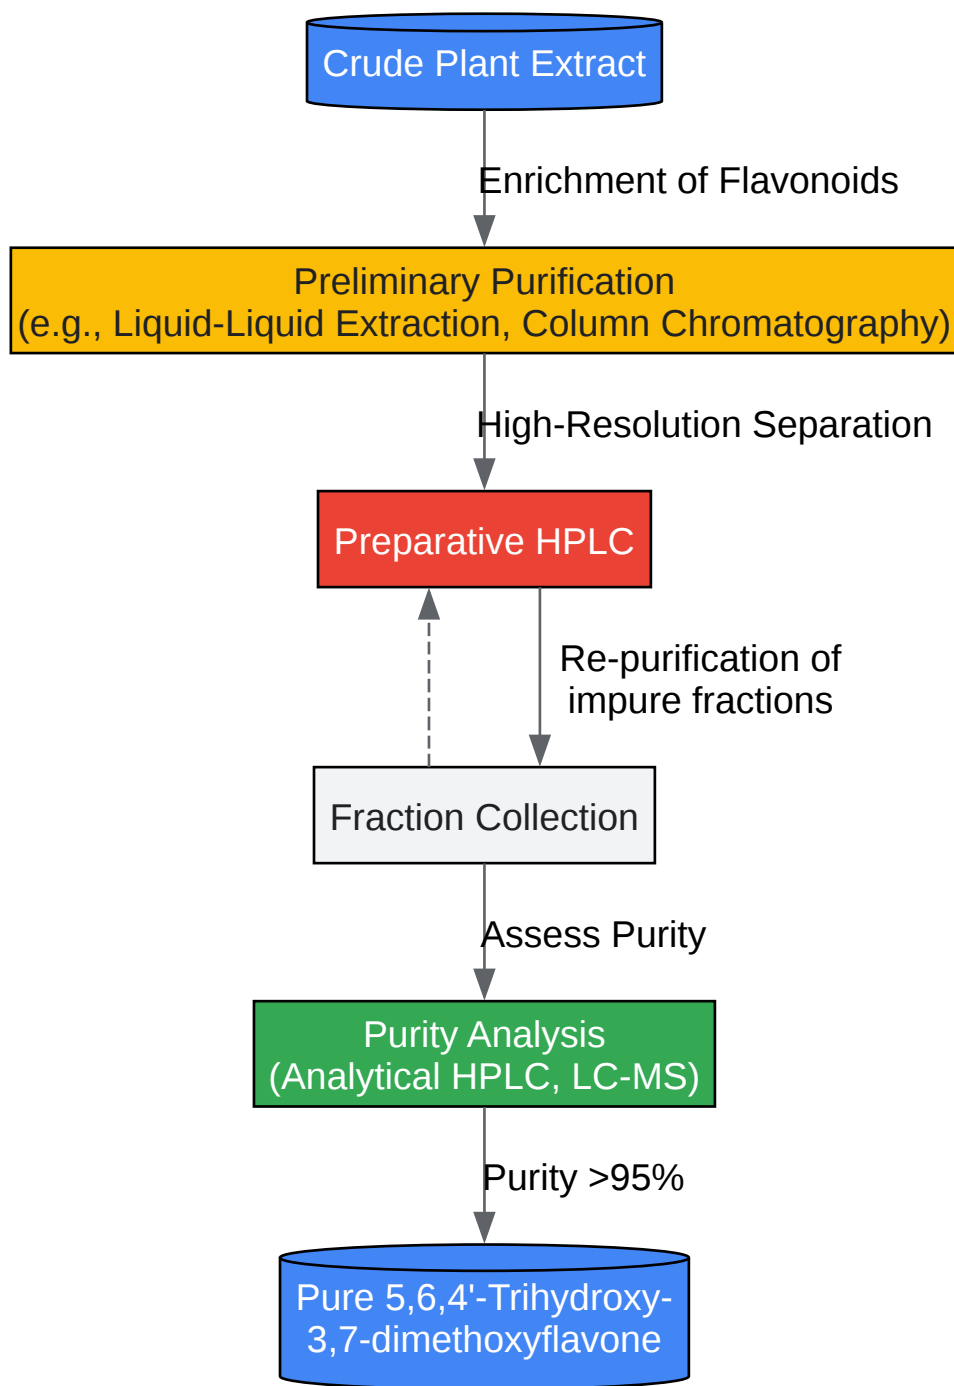 Crude Plant Extract
Enrichment of Flavonoids
Preliminary Purification
(e.g., Liquid-Liquid Extraction, Column Chromatography)
High-Resolution Separation
Preparative HPLC
Re-purification of
impure fractions
Fraction Collection
Assess Purity
Purity Analysis
(Analytical HPLC, LC-MS)
Purity >95%
Pure 5,6,4'-Trihydroxy-
3,7-dimethoxyflavone